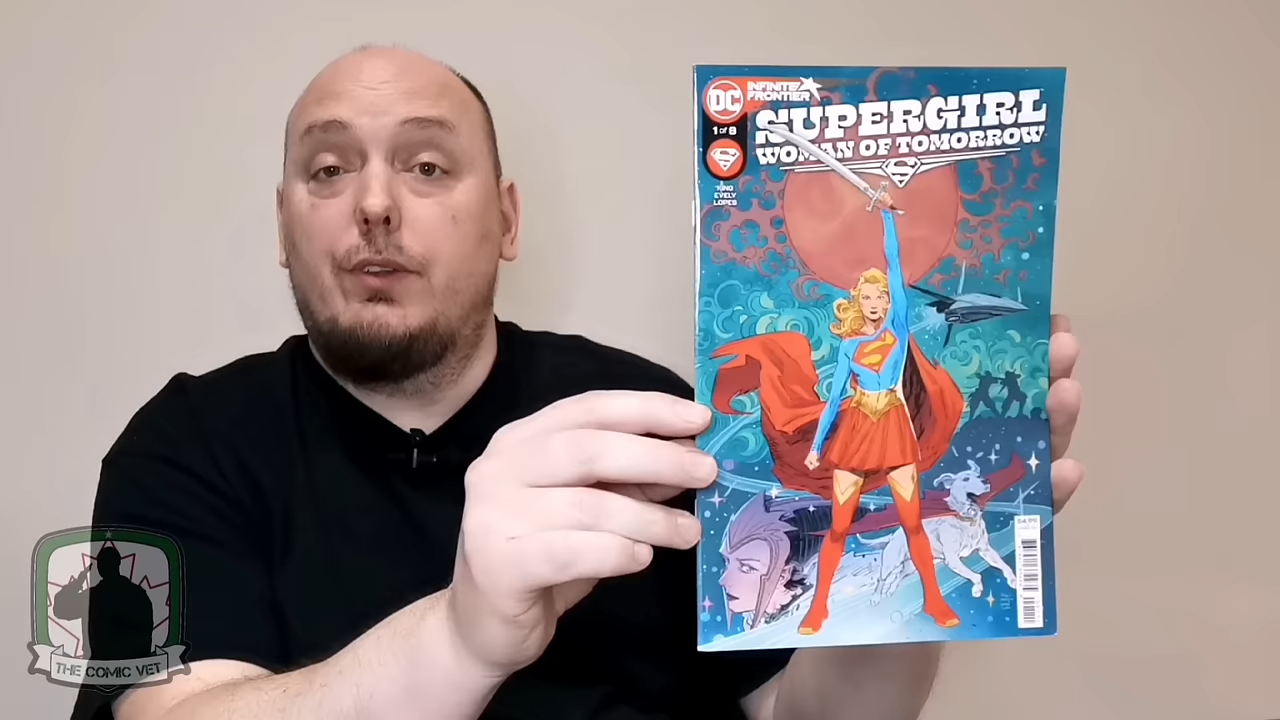 DC
INFINITE
FRONTIER
1 of 8
SUPERGIRL
WOMAN OF TOMORROW
KING
EVELY
LOPES
THE COMIC VET